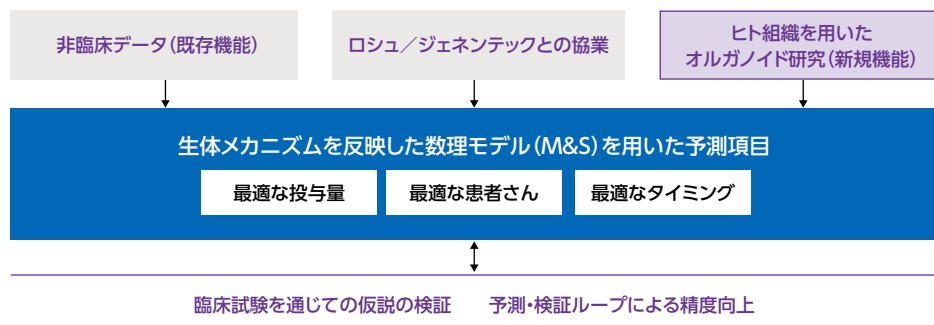 非臨床データ（既存機能）
ロシュ／ジェネンテックとの協業
ヒト組織を用いた
オルガノイド研究（新規機能）
生体メカニズムを反映した数理モデル（M&S）を用いた予測項目
最適な投与量
最適な患者さん
最適なタイミング
臨床試験を通じての仮説の検証
予測・検証ループによる精度向上